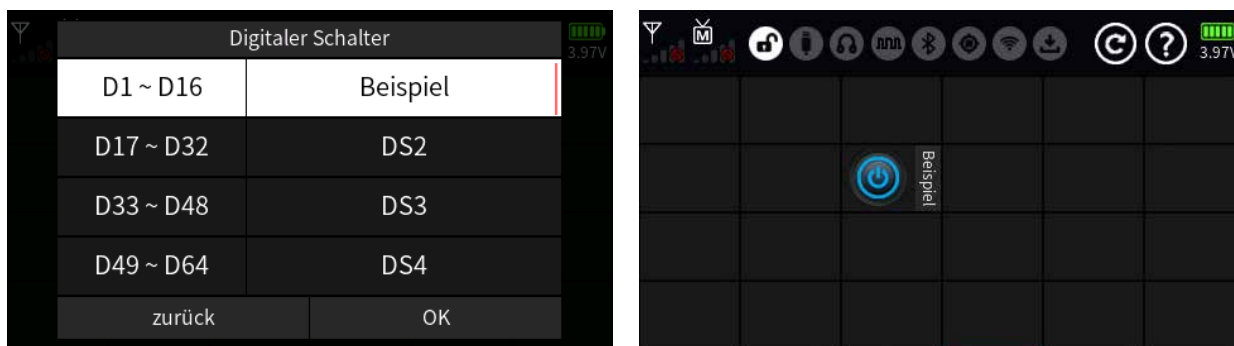 Digitaler Schalter
3.97V
D1 ~ D16 Beispiel
D17 ~ D32 DS2
D33 ~ D48 DS3
D49 ~ D64 DS4
zurück OK
M ? 3.97V
Beispiel